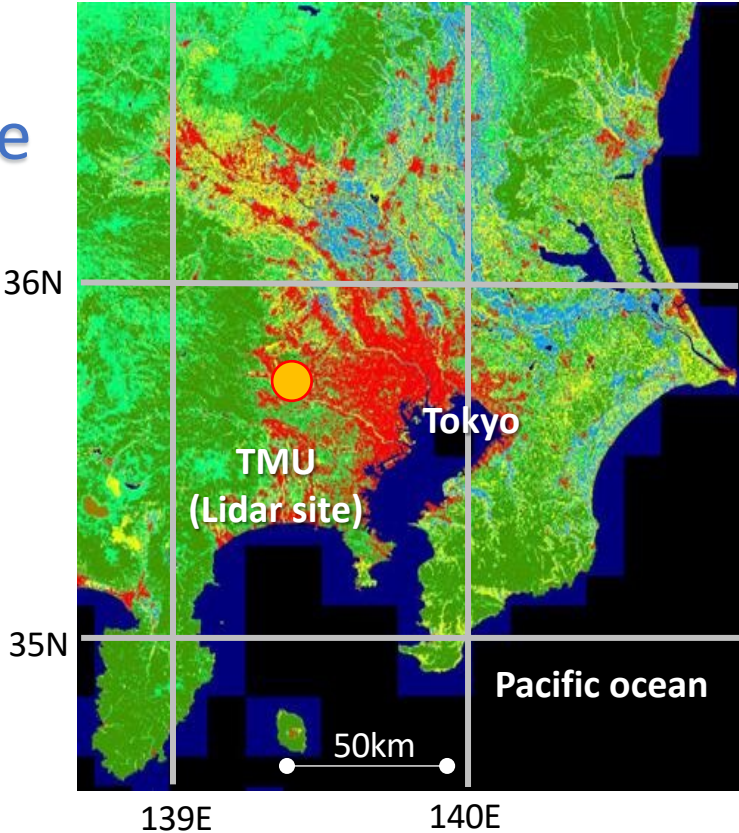 e
36N
Tokyo
TMU
(Lidar site)
35N
Pacific ocean
50km
139E
140E